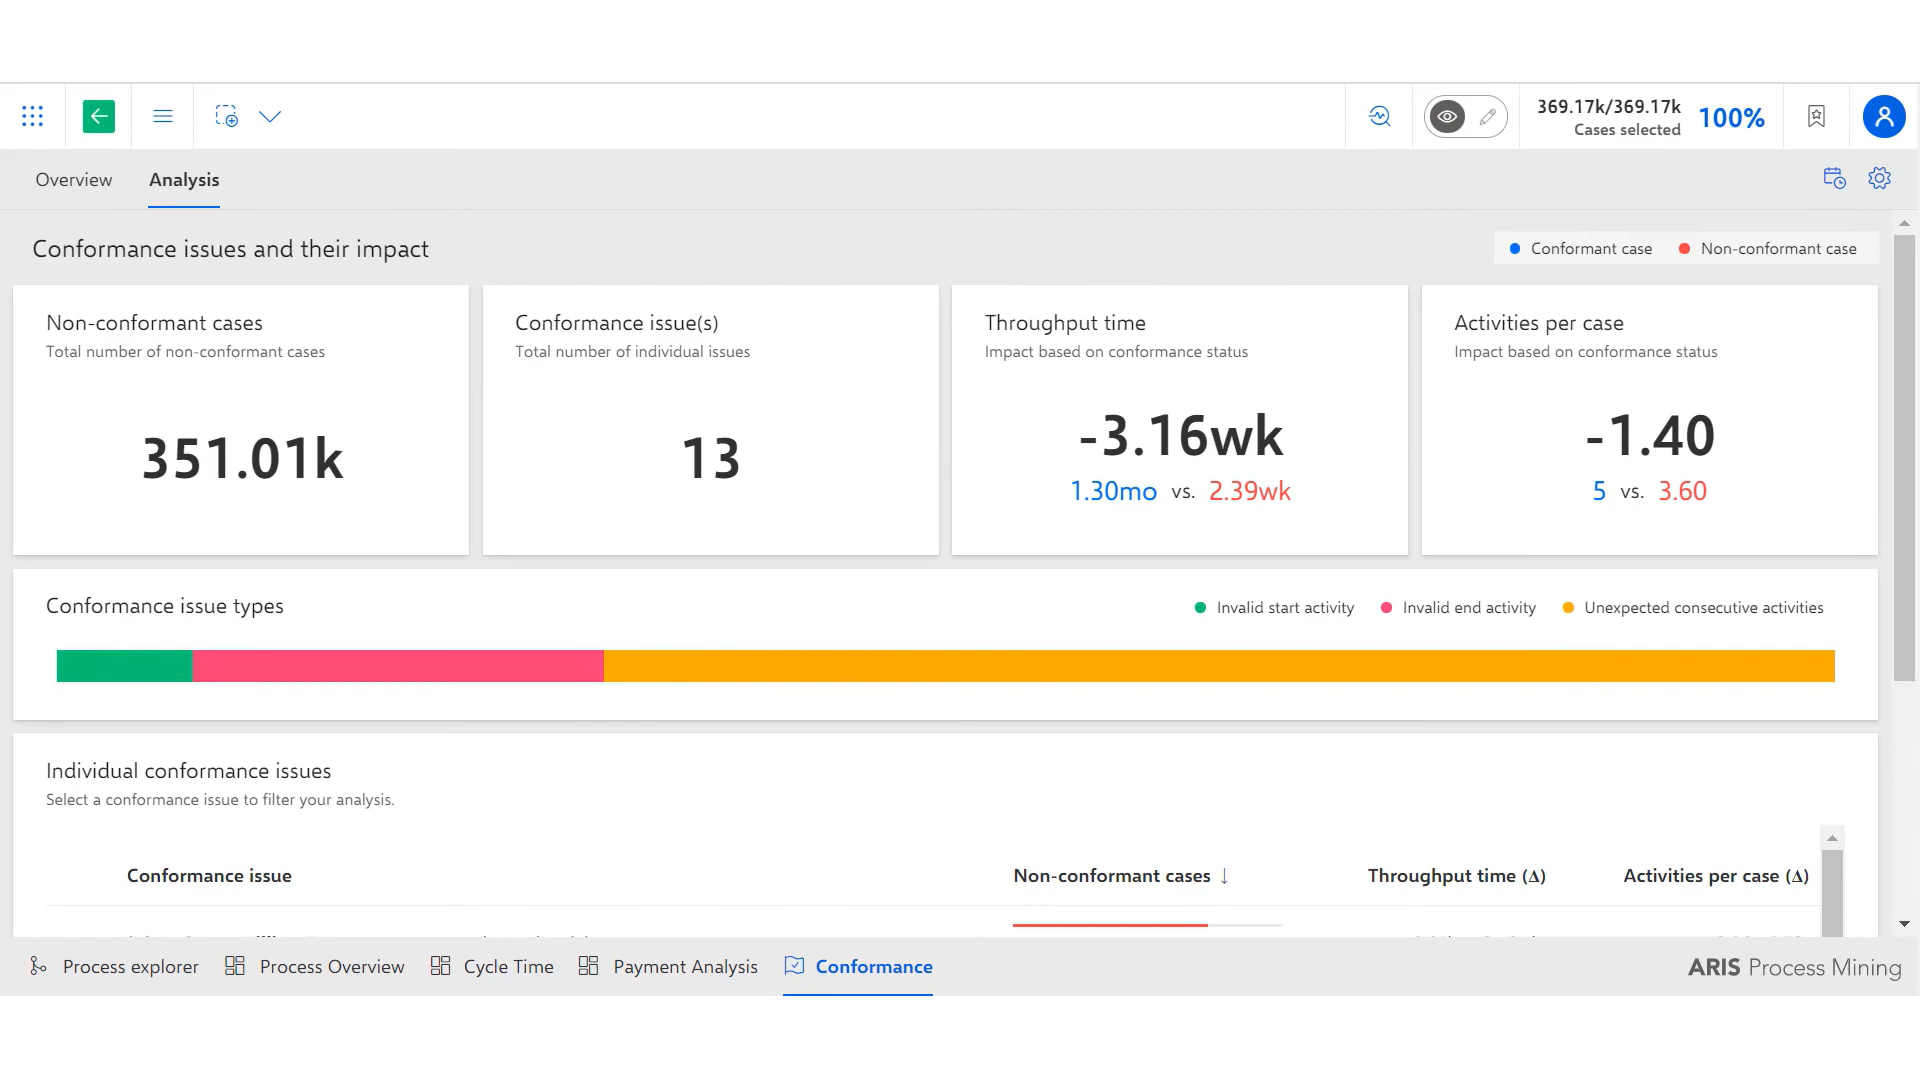 369.17k/369.17k
Cases selected
100%
Overview
Analysis
Conformance issues and their impact
Conformant case
Non-conformant case
Non-conformant cases
Total number of non-conformant cases
351.01k
Conformance issue(s)
Total number of individual issues
13
Throughput time
Impact based on conformance status
-3.16wk
1.30mo vs. 2.39wk
Activities per case
Impact based on conformance status
-1.40
5 vs. 3.60
Conformance issue types
Invalid start activity
Invalid end activity
Unexpected consecutive activities
Individual conformance issues
Select a conformance issue to filter your analysis.
Conformance issue
Non-conformant cases ↓
Throughput time (Δ)
Activities per case (Δ)
Process explorer
Process Overview
Cycle Time
Payment Analysis
Conformance
ARIS Process Mining